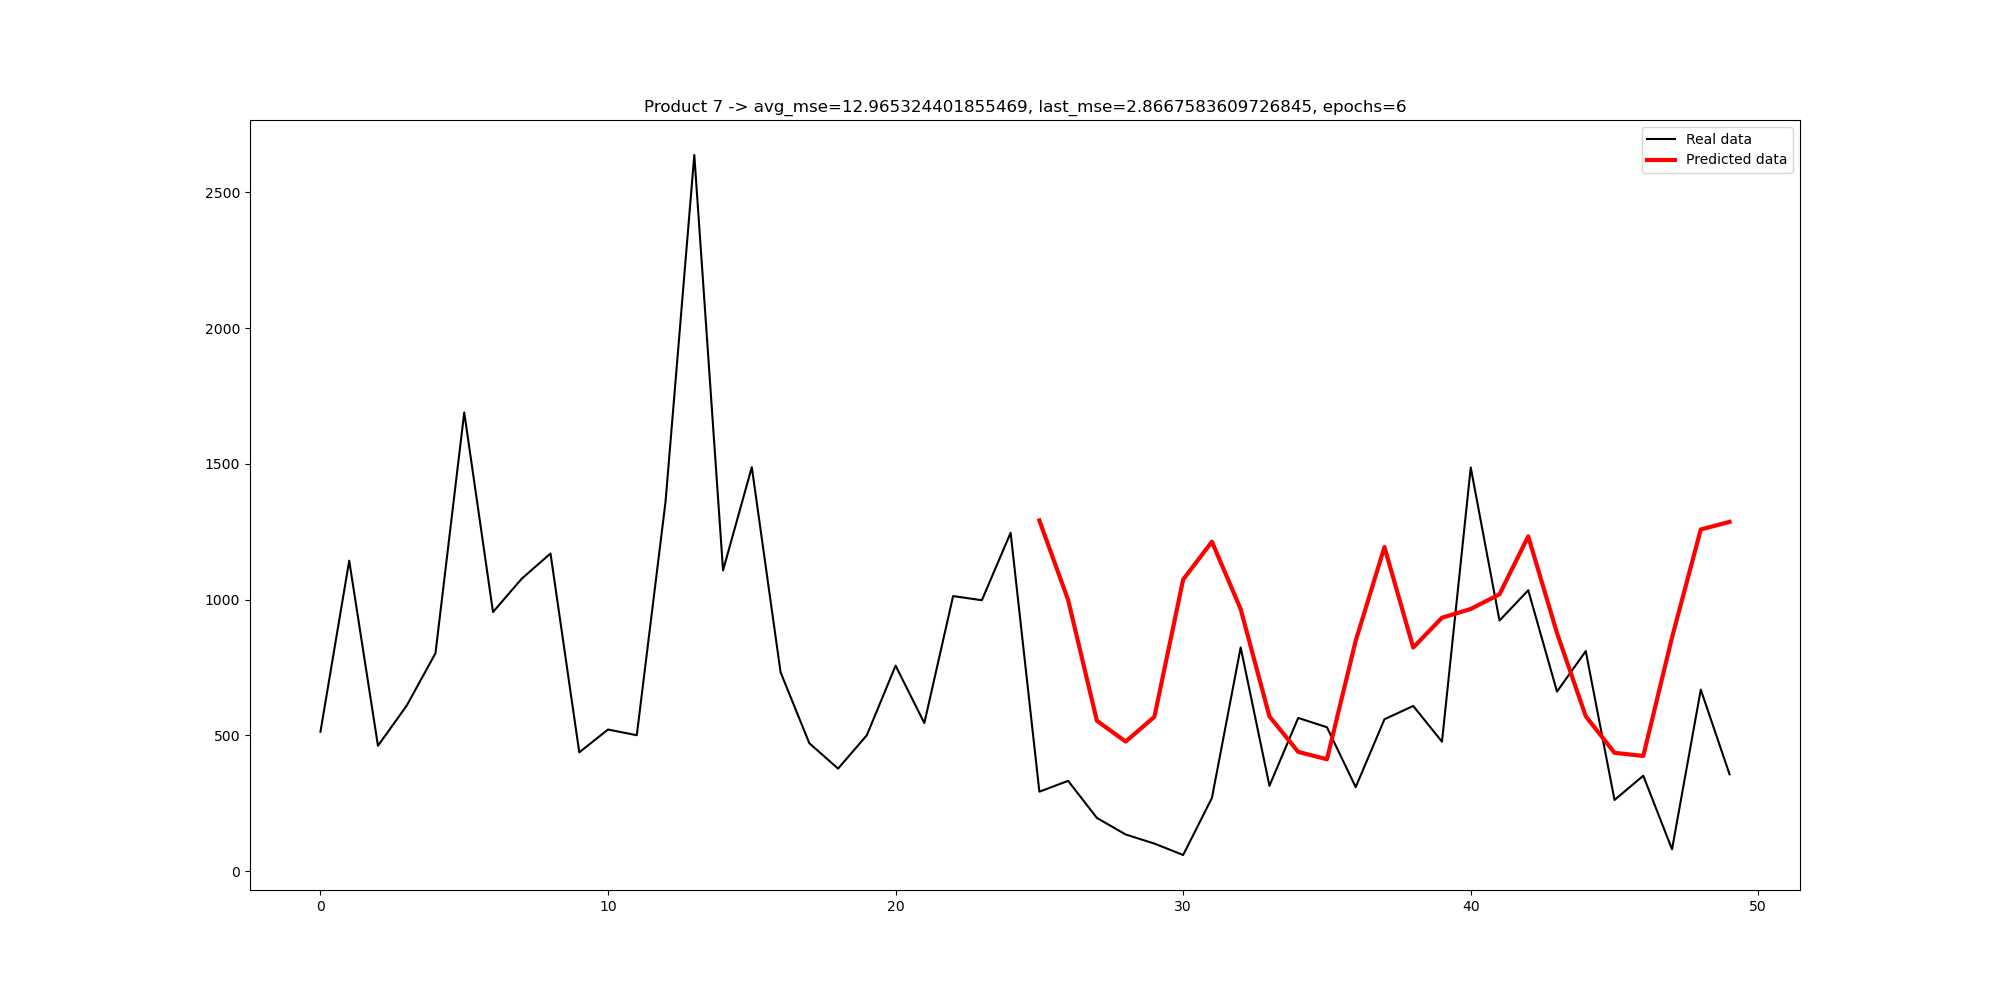 Product 7 -> avg_mse=12.965324401855469, last_mse=2.8667583609726845, epochs=6
Real data
Predicted data
2500
2000
1500
1000
500
0
0 10 20 30 40 50